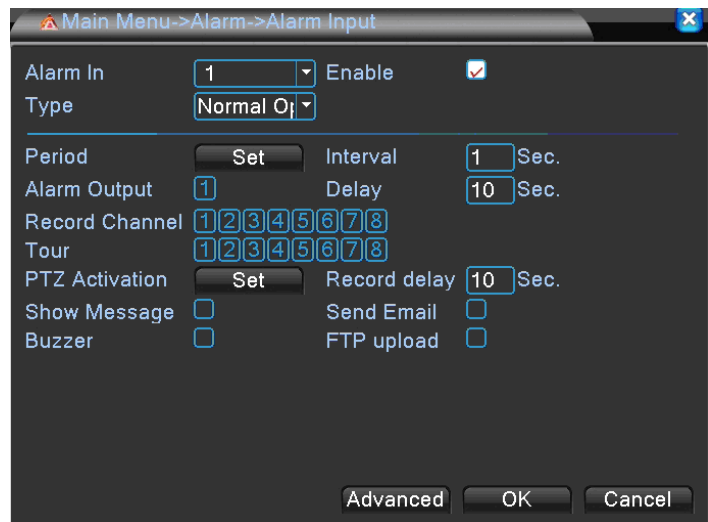 Main Menu->Alarm->Alarm Input
Alarm In 1 Enable
Type Normal Op
Period Set Interval 1 Sec.
Alarm Output 1 Delay 10 Sec.
Record Channel 1 2 3 4 5 6 7 8
Tour 1 2 3 4 5 6 7 8
PTZ Activation Set Record delay 10 Sec.
Show Message Send Email
Buzzer FTP upload
Advanced OK Cancel